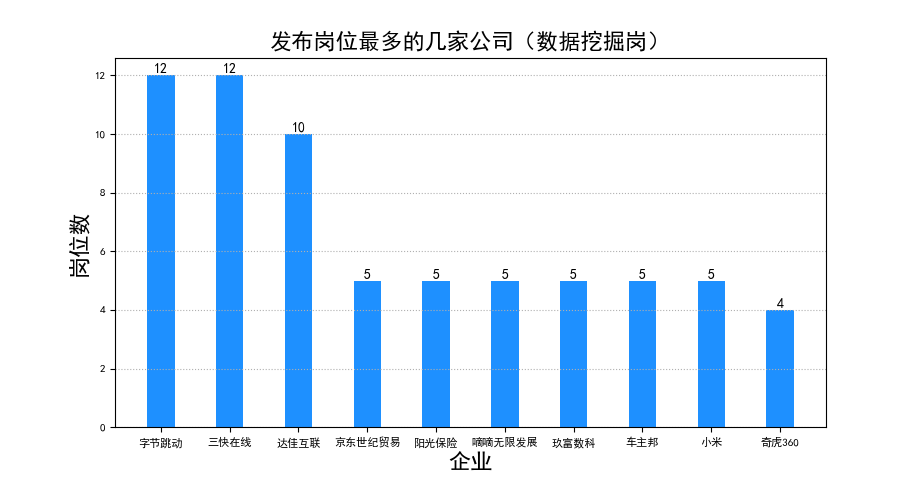 发布岗位最多的几家公司（数据挖掘岗）
岗位数
12
10
8
6
4
2
0
12 12 10 5 5 5 5 5 5 4
字节跳动 三快在线 达佳互联 京东世纪贸易 阳光保险 嘀嘀无限发展 玖富数科 车主邦 小米 奇虎360
企业